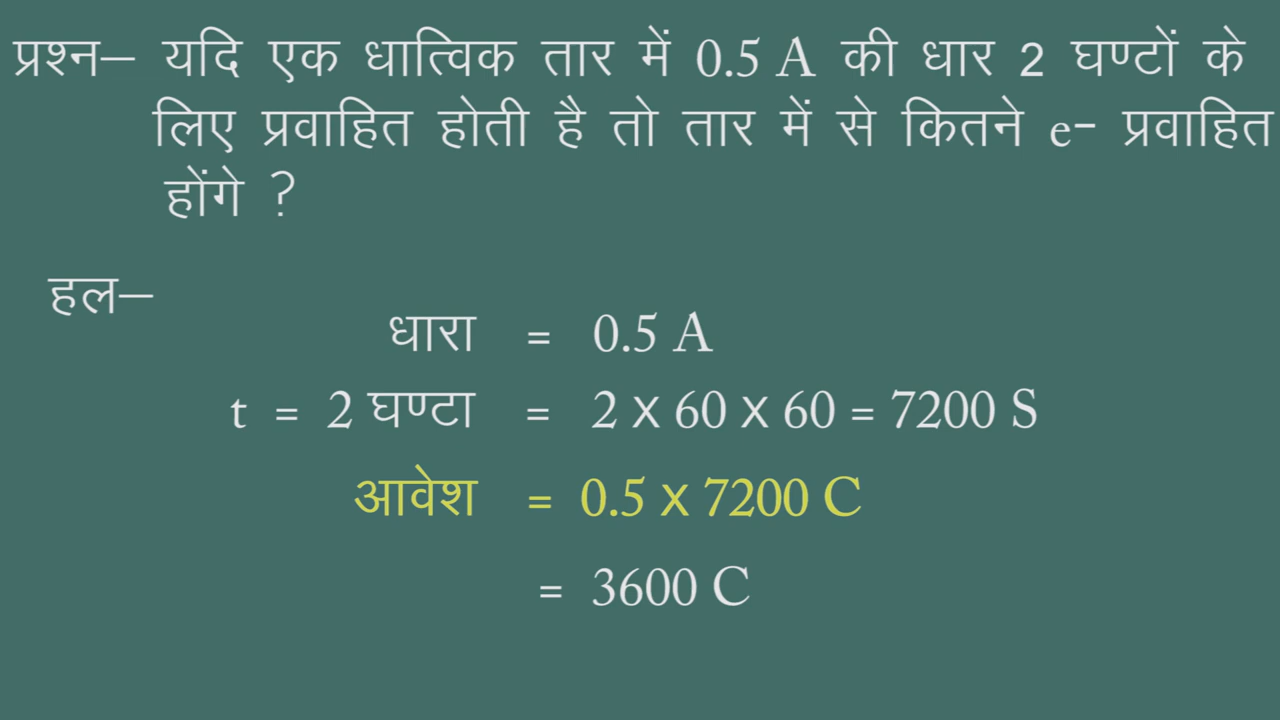 प्रश्न– यदि एक धात्विक तार में 0.5 A की धार 2 घण्टों के
लिए प्रवाहित होती है तो तार में से कितने e- प्रवाहित
होंगे ?
हल–
धारा = 0.5 A
t = 2 घण्टा = 2 X 60 X 60 = 7200 S
आवेश = 0.5 X 7200 C
= 3600 C